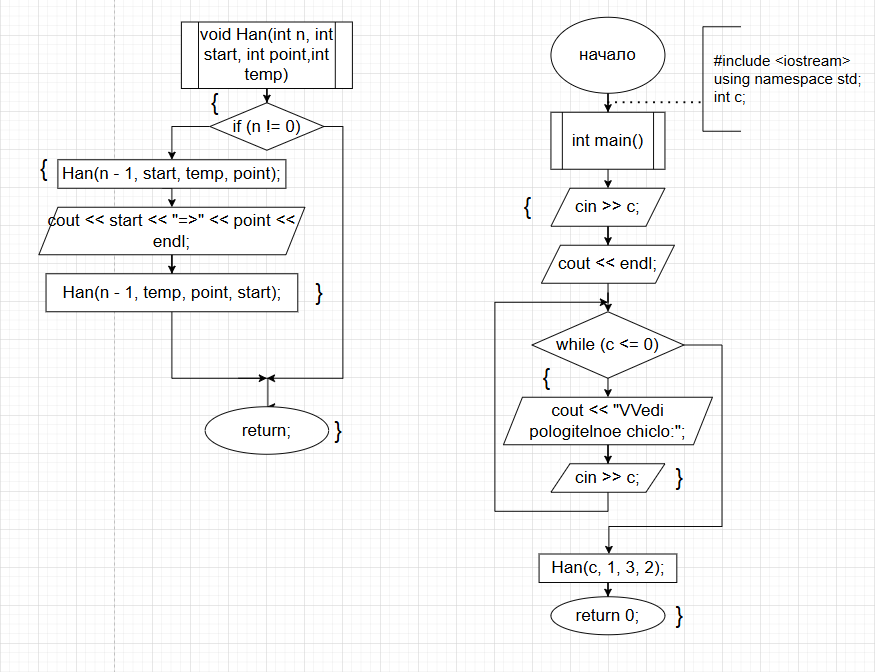 void Han(int n, int
start, int point,int
temp)
{
if (n != 0)
{
Han(n - 1, start, temp, point);
cout << start << "=>" << point <<
endl;
Han(n - 1, temp, point, start);
}
return;
}
начало
#include <iostream>
using namespace std;
int c;
int main()
{
cin >> c;
cout << endl;
while (c <= 0)
{
cout << "VVedi
pologitelnoe chiclo:";
cin >> c;
}
Han(c, 1, 3, 2);
return 0;
}